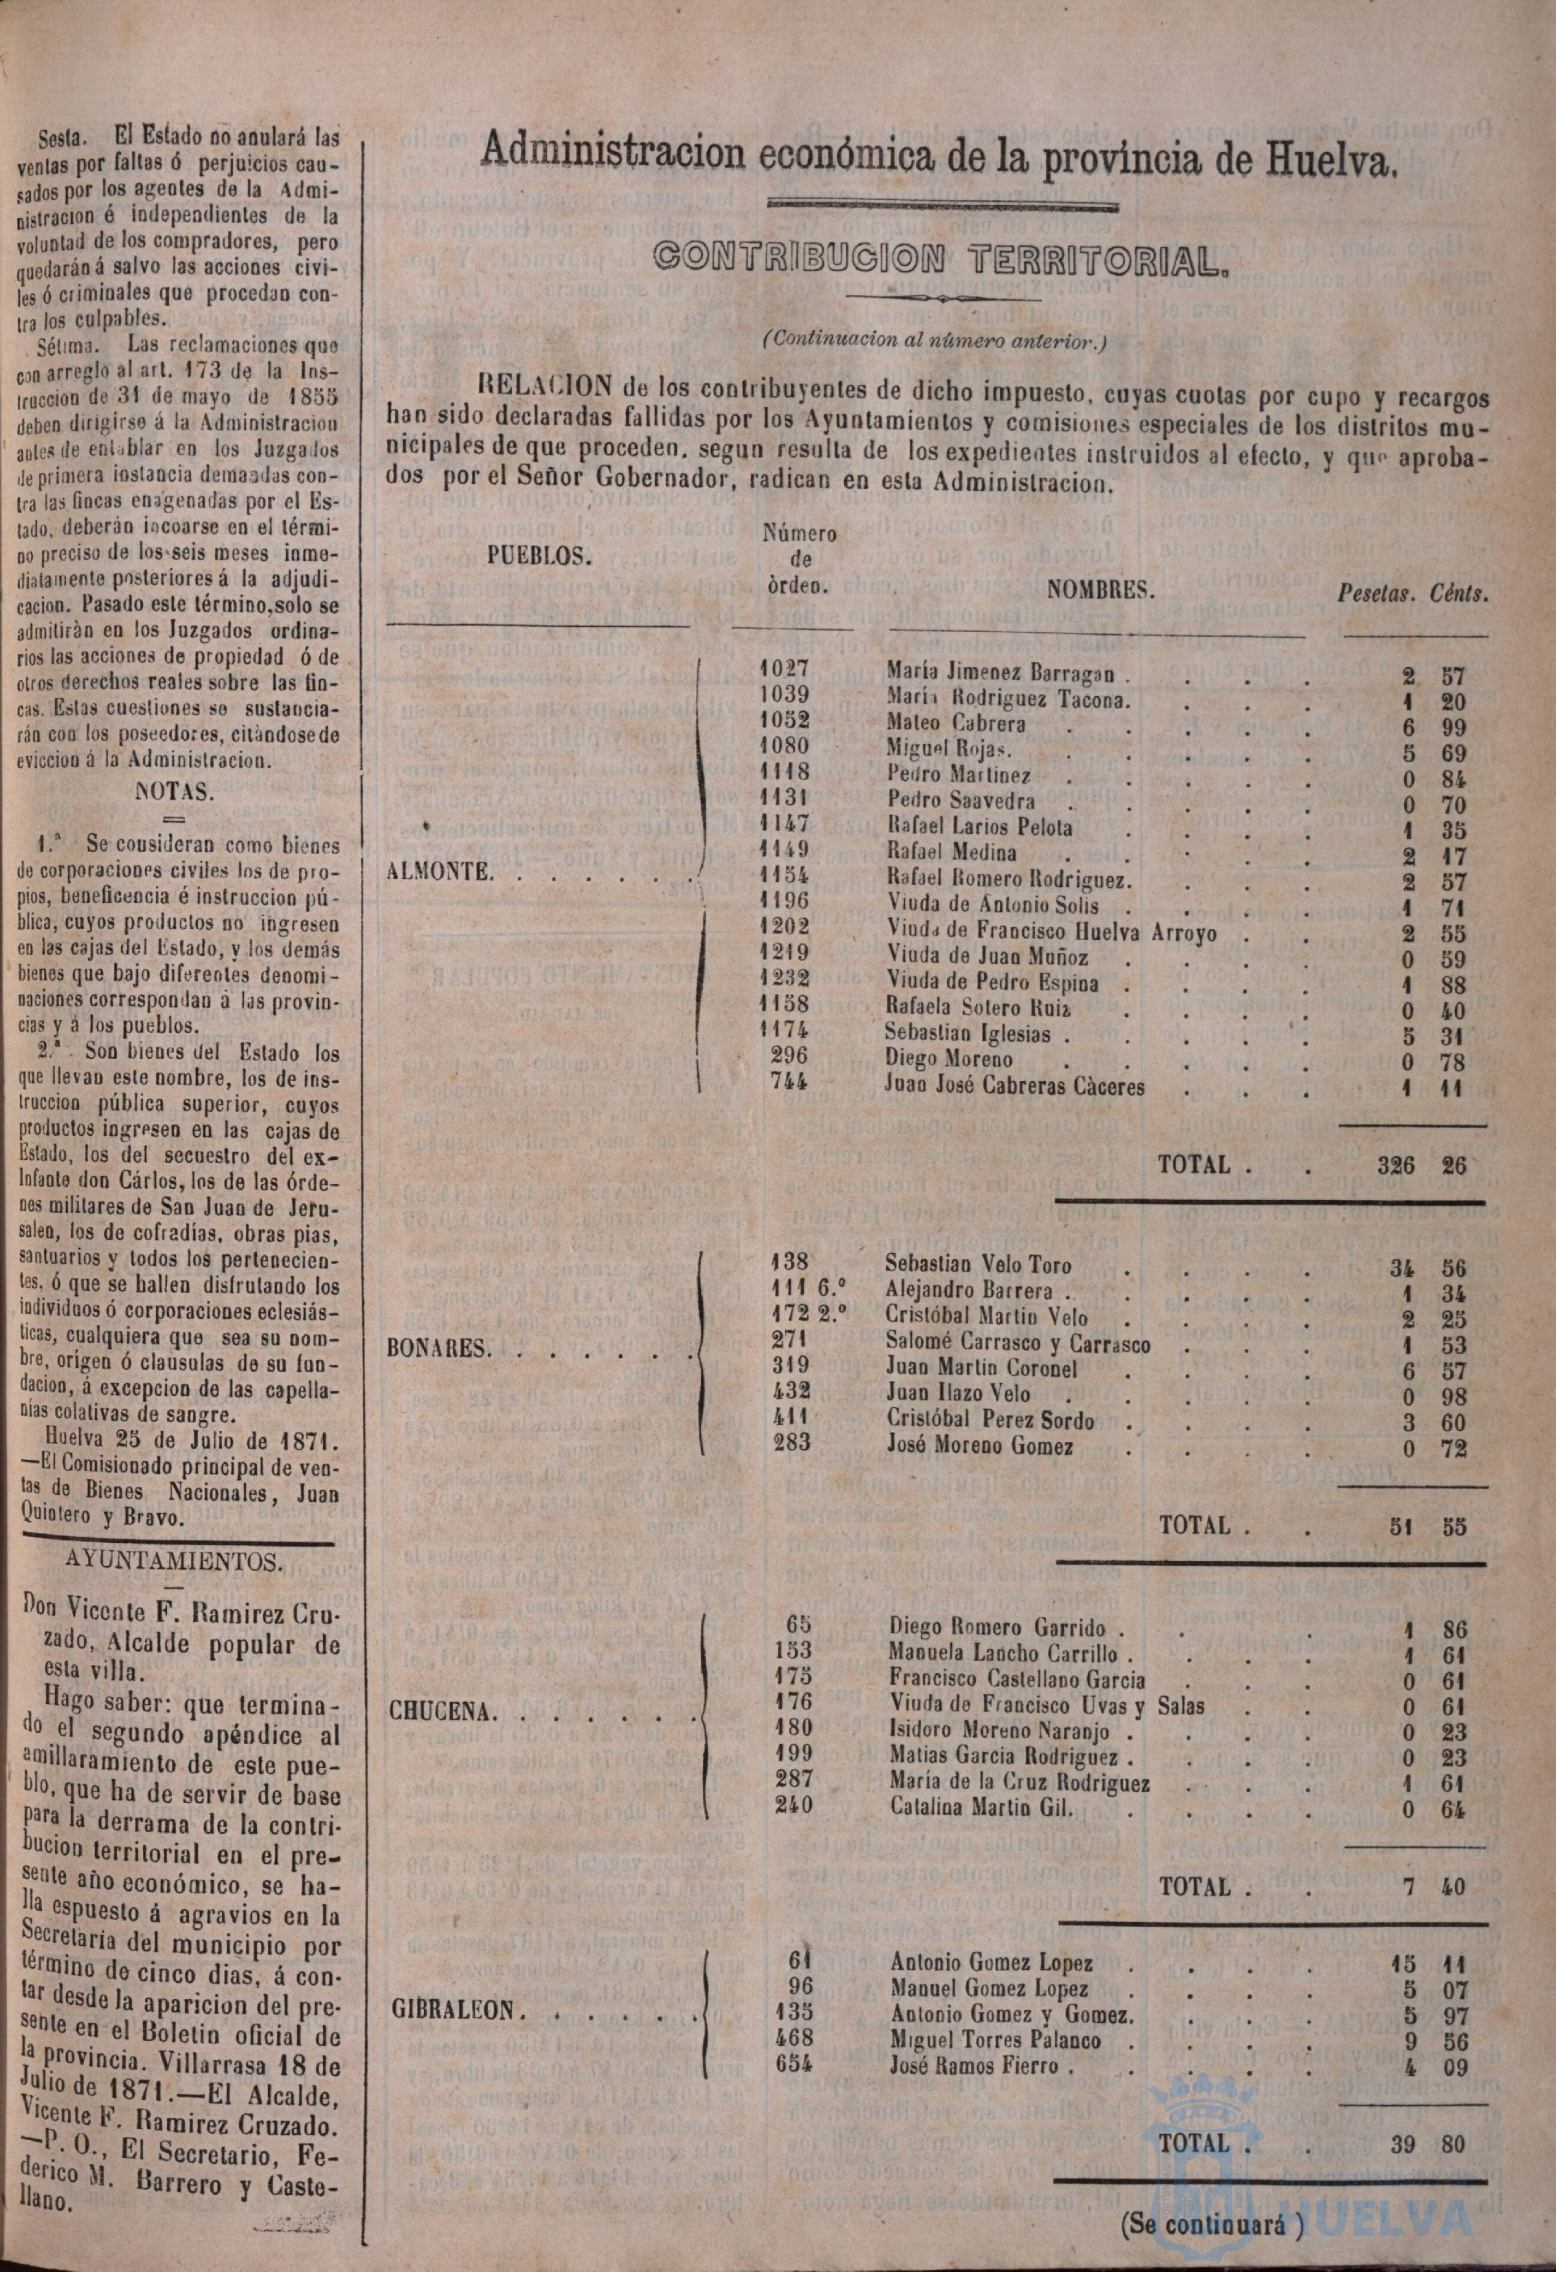 Sesta. El Estado no anulará las
ventas por faltas ó perjuicios cau-
sados por los agentes de la Admi-
nistracion é independientes de la
voluntad de los compradores, pero
quedarán á salvo las acciones civi-
les ó criminales que procedan con-
tra los culpables.
Sétima. Las reclamaciones que
con arreglo al art. 173 de la Ins-
truccion de 31 de mayo de 1855
deben dirigirse á la Administracion
antes de entablar en los Juzgados
de primera instancia demandas con-
tra las fincas enagenadas por el Es-
tado, deberán incoarse en el térmi-
no preciso de los seis meses inme-
diatamente posteriores á la adjudi-
cacion. Pasado este término, solo se
admitiràn en los Juzgados ordina-
rios las acciones de propiedad ó de
otros derechos reales sobre las fin-
cas. Estas cuestiones se sustancia-
rán con los poseedores, citàndose de
eviccion á la Administracion.
NOTAS.
1.ª Se consideran como bienes
de corporaciones civiles los de pro-
pios, beneficencia é instruccion pú-
blica, cuyos productos no ingresen
en las cajas del Estado, y los demás
bienes que bajo diferentes denomi-
naciones correspondan à las provin-
cias y á los pueblos.
2.ª Son bienes del Estado los
que llevan este nombre, los de ins-
truccion pública superior, cuyos
productos ingresen en las cajas de
Estado, los del secuestro del ex-
Infante don Cárlos, los de las órde-
nes militares de San Juan de Jeru-
salen, los de cofradías, obras pias,
santuarios y todos los pertenecien-
tes, ó que se hallen disfrutando los
individuos ó corporaciones eclesiás-
ticas, cualquiera que sea su nom-
bre, origen ó clausulas de su fun-
dacion, á excepcion de las capella-
nías colativas de sangre.
Huelva 25 de Julio de 1871.
—El Comisionado principal de ven-
tas de Bienes Nacionales, Juan
Quintero y Bravo.
AYUNTAMIENTOS.
Don Vicente F. Ramirez Cru-
zado, Alcalde popular de
esta villa.
Hago saber: que termina-
do el segundo apéndice al
amillaramiento de este pue-
blo, que ha de servir de base
para la derrama de la contri-
bucion territorial en el pre-
sente año económico, se ha-
lla espuesto á agravios en la
Secretaría del municipio por
término de cinco dias, á con-
tar desde la aparicion del pre-
sente en el Boletin oficial de
la provincia. Villarrasa 18 de
Julio de 1871.—El Alcalde,
Vicente F. Ramirez Cruzado.
—P. O., El Secretario, Fe-
derico M. Barrero y Caste-
llano.
Administracion económica de la provincia de Huelva.
CONTRIBUCION TERRITORIAL.
(Continuacion al número anterior.)
RELACION de los contribuyentes de dicho impuesto, cuyas cuotas por cupo y recargos
han sido declaradas fallidas por los Ayuntamientos y comisiones especiales de los distritos mu-
nicipales de que proceden, segun resulta de los expedientes instruidos al efecto, y que aproba-
dos por el Señor Gobernador, radican en esta Administracion.
PUEBLOS. Número de òrden. NOMBRES. Pesetas. Cénts.
1027 María Jimenez Barragan . . . . 2 57
1039 María Rodriguez Tacona. . . . 1 20
1052 Mateo Cabrera . . . . . 6 99
1080 Miguel Rojas. . . . . . 5 69
1118 Pedro Martinez . . . . . 0 84
1131 Pedro Saavedra . . . . . 0 70
1147 Rafael Larios Pelota . . . . 1 35
1149 Rafael Medina . . . . . 2 17
ALMONTE. . . . . . . . 1154 Rafael Romero Rodriguez. . . . 2 57
1196 Viuda de Antonio Solis . . . . 1 71
1202 Viuda de Francisco Huelva Arroyo . . 2 55
1219 Viuda de Juan Muñoz . . . . 0 59
1232 Viuda de Pedro Espina . . . . 1 88
1158 Rafaela Sotero Ruiz . . . . 0 40
1174 Sebastian Iglesias . . . . . 5 31
296 Diego Moreno . . . . . 0 78
744 Juan José Cabreras Càceres . . . 1 11
TOTAL . . 326 26
138 Sebastian Velo Toro . . . . 34 56
111 6.º Alejandro Barrera . . . . . 1 34
172 2.º Cristóbal Martin Velo . . . . 2 25
BONARES. . . . . . . . 271 Salomé Carrasco y Carrasco . . . 1 53
319 Juan Martin Coronel . . . . 6 57
432 Juan Ilazo Velo . . . . . 0 98
411 Cristóbal Perez Sordo . . . . 3 60
283 José Moreno Gomez . . . . 0 72
TOTAL . . 51 55
65 Diego Romero Garrido . . . 1 86
153 Manuela Lancho Carrillo . . . . 1 61
175 Francisco Castellano Garcia . . . 0 61
CHUCENA. . . . . . . . 176 Viuda de Francisco Uvas y Salas . . 0 61
180 Isidoro Moreno Naranjo . . . . 0 23
199 Matias Garcia Rodriguez . . . . 0 23
287 María de la Cruz Rodriguez . . . 1 61
240 Catalina Martin Gil. . . . . 0 64
TOTAL . . 7 40
61 Antonio Gomez Lopez . . . . 15 11
96 Manuel Gomez Lopez . . . . 5 07
GIBRALEON. . . . . . . 135 Antonio Gomez y Gomez. . . . 5 97
468 Miguel Torres Palanco . . . . 9 56
654 José Ramos Fierro . . . . . 4 09
TOTAL . . 39 80
(Se continuará)
HUELVA